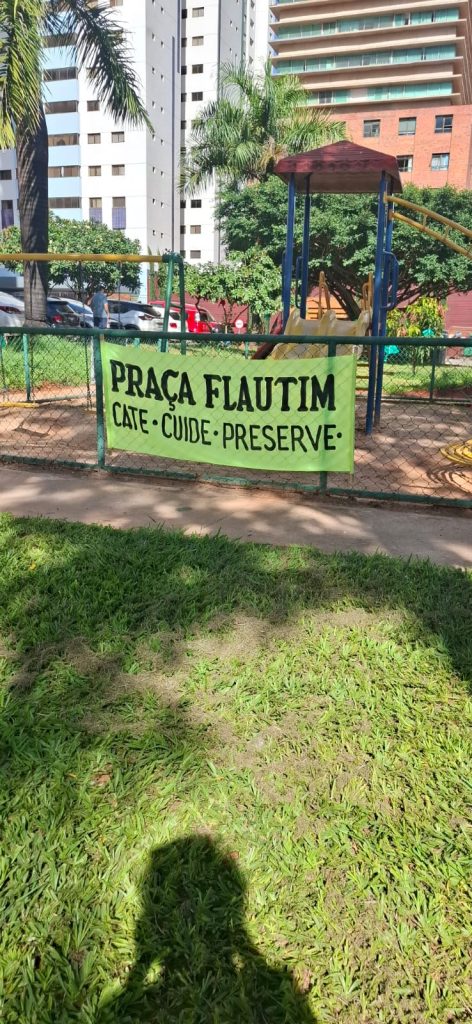 PRAÇA FLAUTIM
CATE · CUIDE · PRESERVE ·